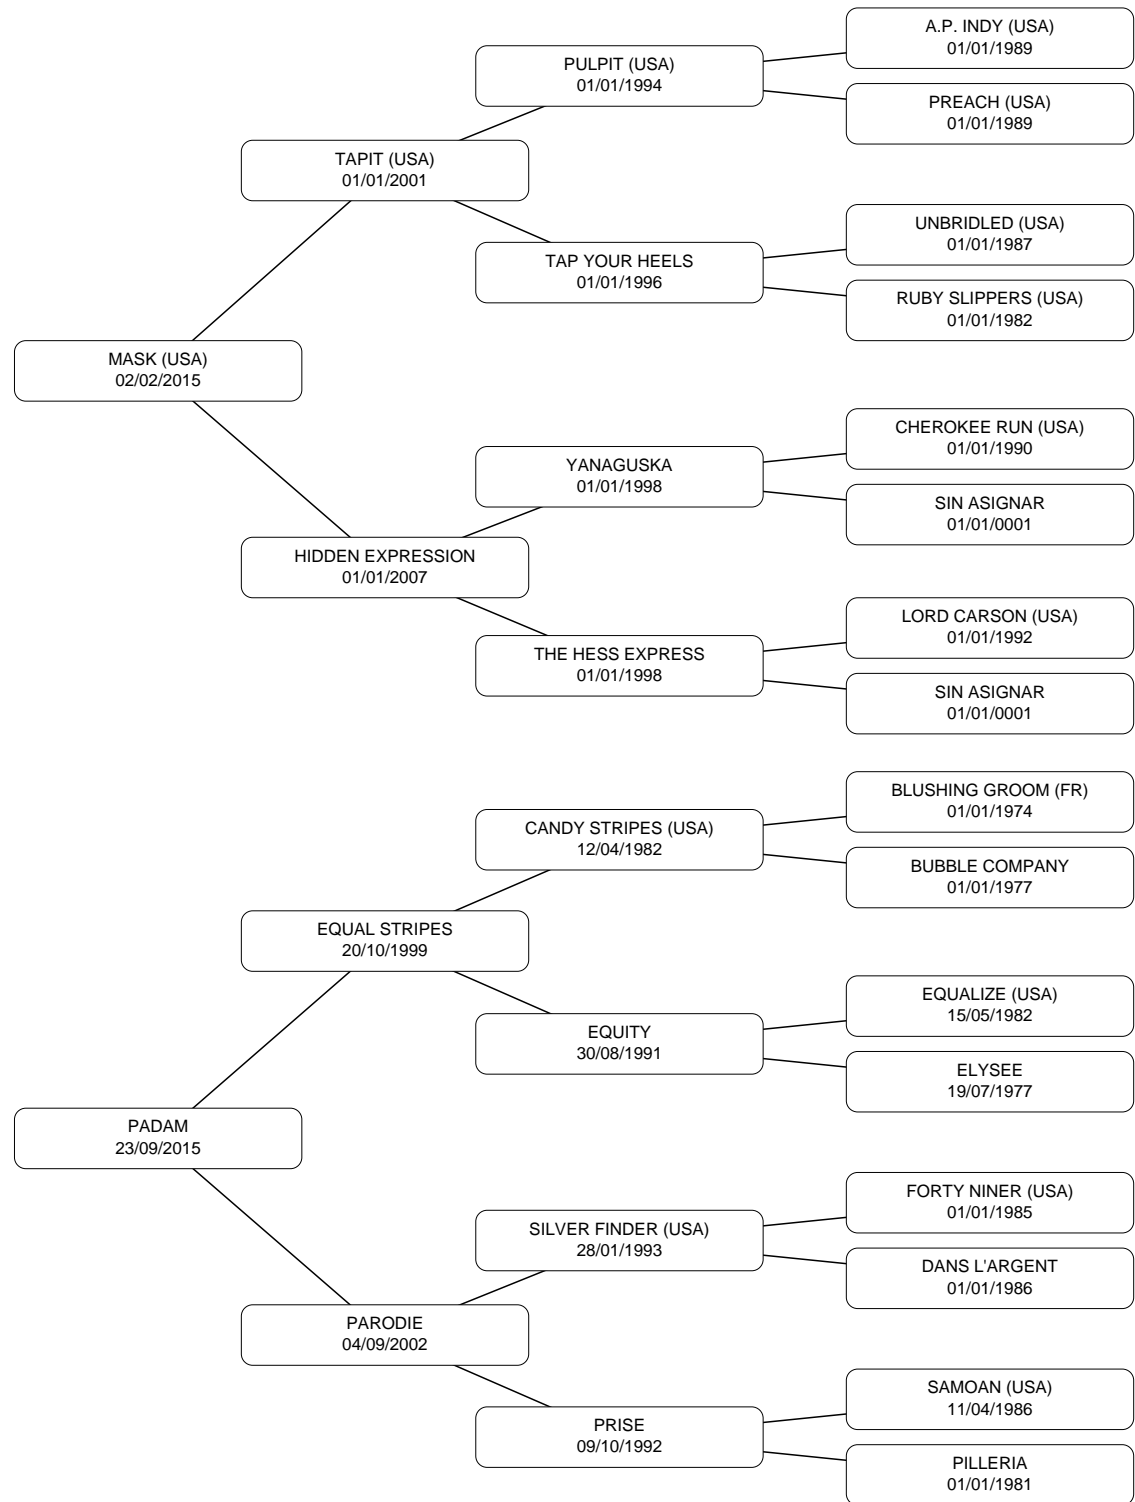 A.P. INDY (USA)
01/01/1989
PULPIT (USA)
01/01/1994
PREACH (USA)
01/01/1989
TAPIT (USA)
01/01/2001
UNBRIDLED (USA)
01/01/1987
TAP YOUR HEELS
01/01/1996
RUBY SLIPPERS (USA)
01/01/1982
MASK (USA)
02/02/2015
CHEROKEE RUN (USA)
01/01/1990
YANAGUSKA
01/01/1998
SIN ASIGNAR
01/01/0001
HIDDEN EXPRESSION
01/01/2007
LORD CARSON (USA)
01/01/1992
THE HESS EXPRESS
01/01/1998
SIN ASIGNAR
01/01/0001
BLUSHING GROOM (FR)
01/01/1974
CANDY STRIPES (USA)
12/04/1982
BUBBLE COMPANY
01/01/1977
EQUAL STRIPES
20/10/1999
EQUALIZE (USA)
15/05/1982
EQUITY
30/08/1991
ELYSEE
19/07/1977
PADAM
23/09/2015
FORTY NINER (USA)
01/01/1985
SILVER FINDER (USA)
28/01/1993
DANS L'ARGENT
01/01/1986
PARODIE
04/09/2002
SAMOAN (USA)
11/04/1986
PRISE
09/10/1992
PILLERIA
01/01/1981